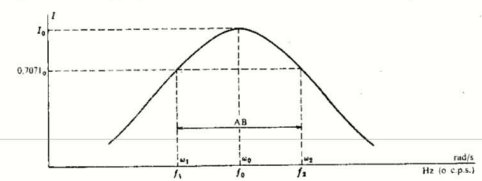 I
I₀
0,707I₀
AB
ω₁ ω₀ ω₂ rad/s
f₁ f₀ f₂ Hz (o c.p.s.)